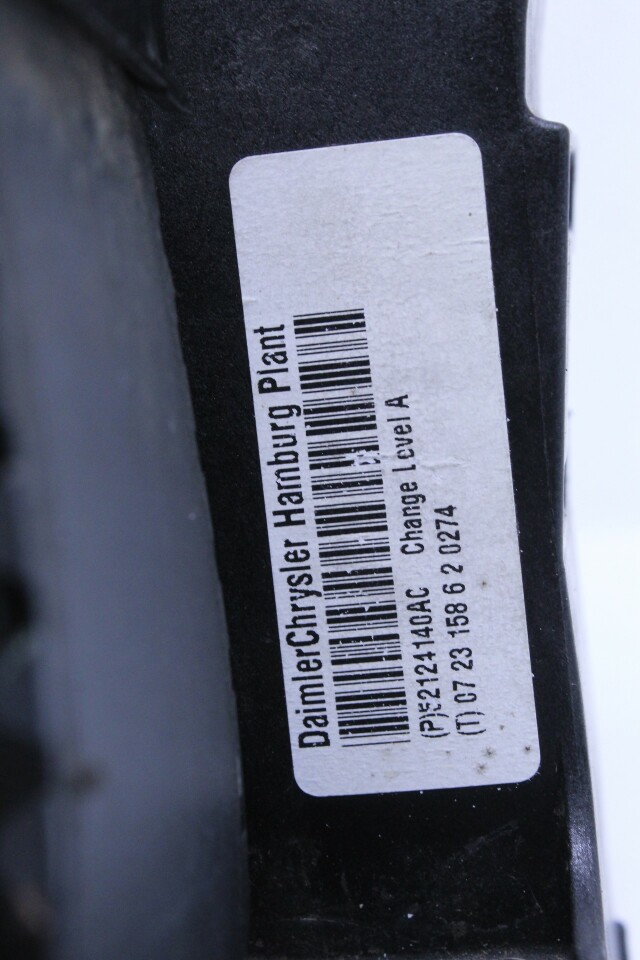 DaimlerChrysler Hamburg Plant
(P)52124140AC Change Level A
(T) 07 23 158 6 2 0274